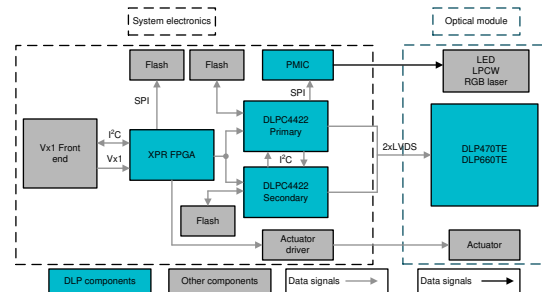 System electronics
Optical module
Flash
Flash
PMIC
LED
LPCW
RGB laser
SPI
SPI
Vx1 Front
end
I²C
Vx1
XPR FPGA
DLPC4422
Primary
I²C
DLPC4422
Secondary
2xLVDS
DLP470TE
DLP660TE
Flash
Actuator
driver
Actuator
DLP components
Other components
Data signals
Data signals